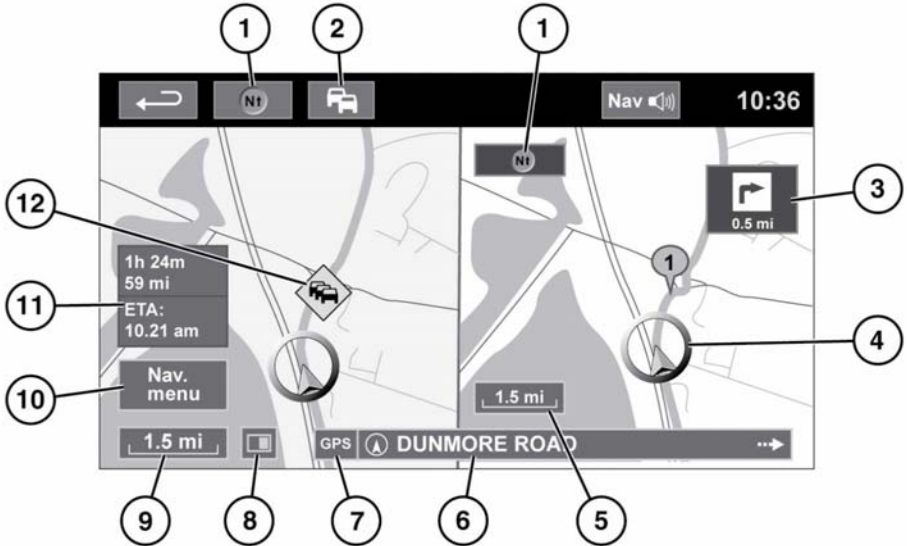 1
2
1
Nt
Nav
10:36
Nt
3
0.5 mi
12
1
1h 24m
59 mi
11
ETA:
10.21 am
4
Nav.
menu
10
1.5 mi
1.5 mi
GPS
DUNMORE ROAD
9
8
7
6
5